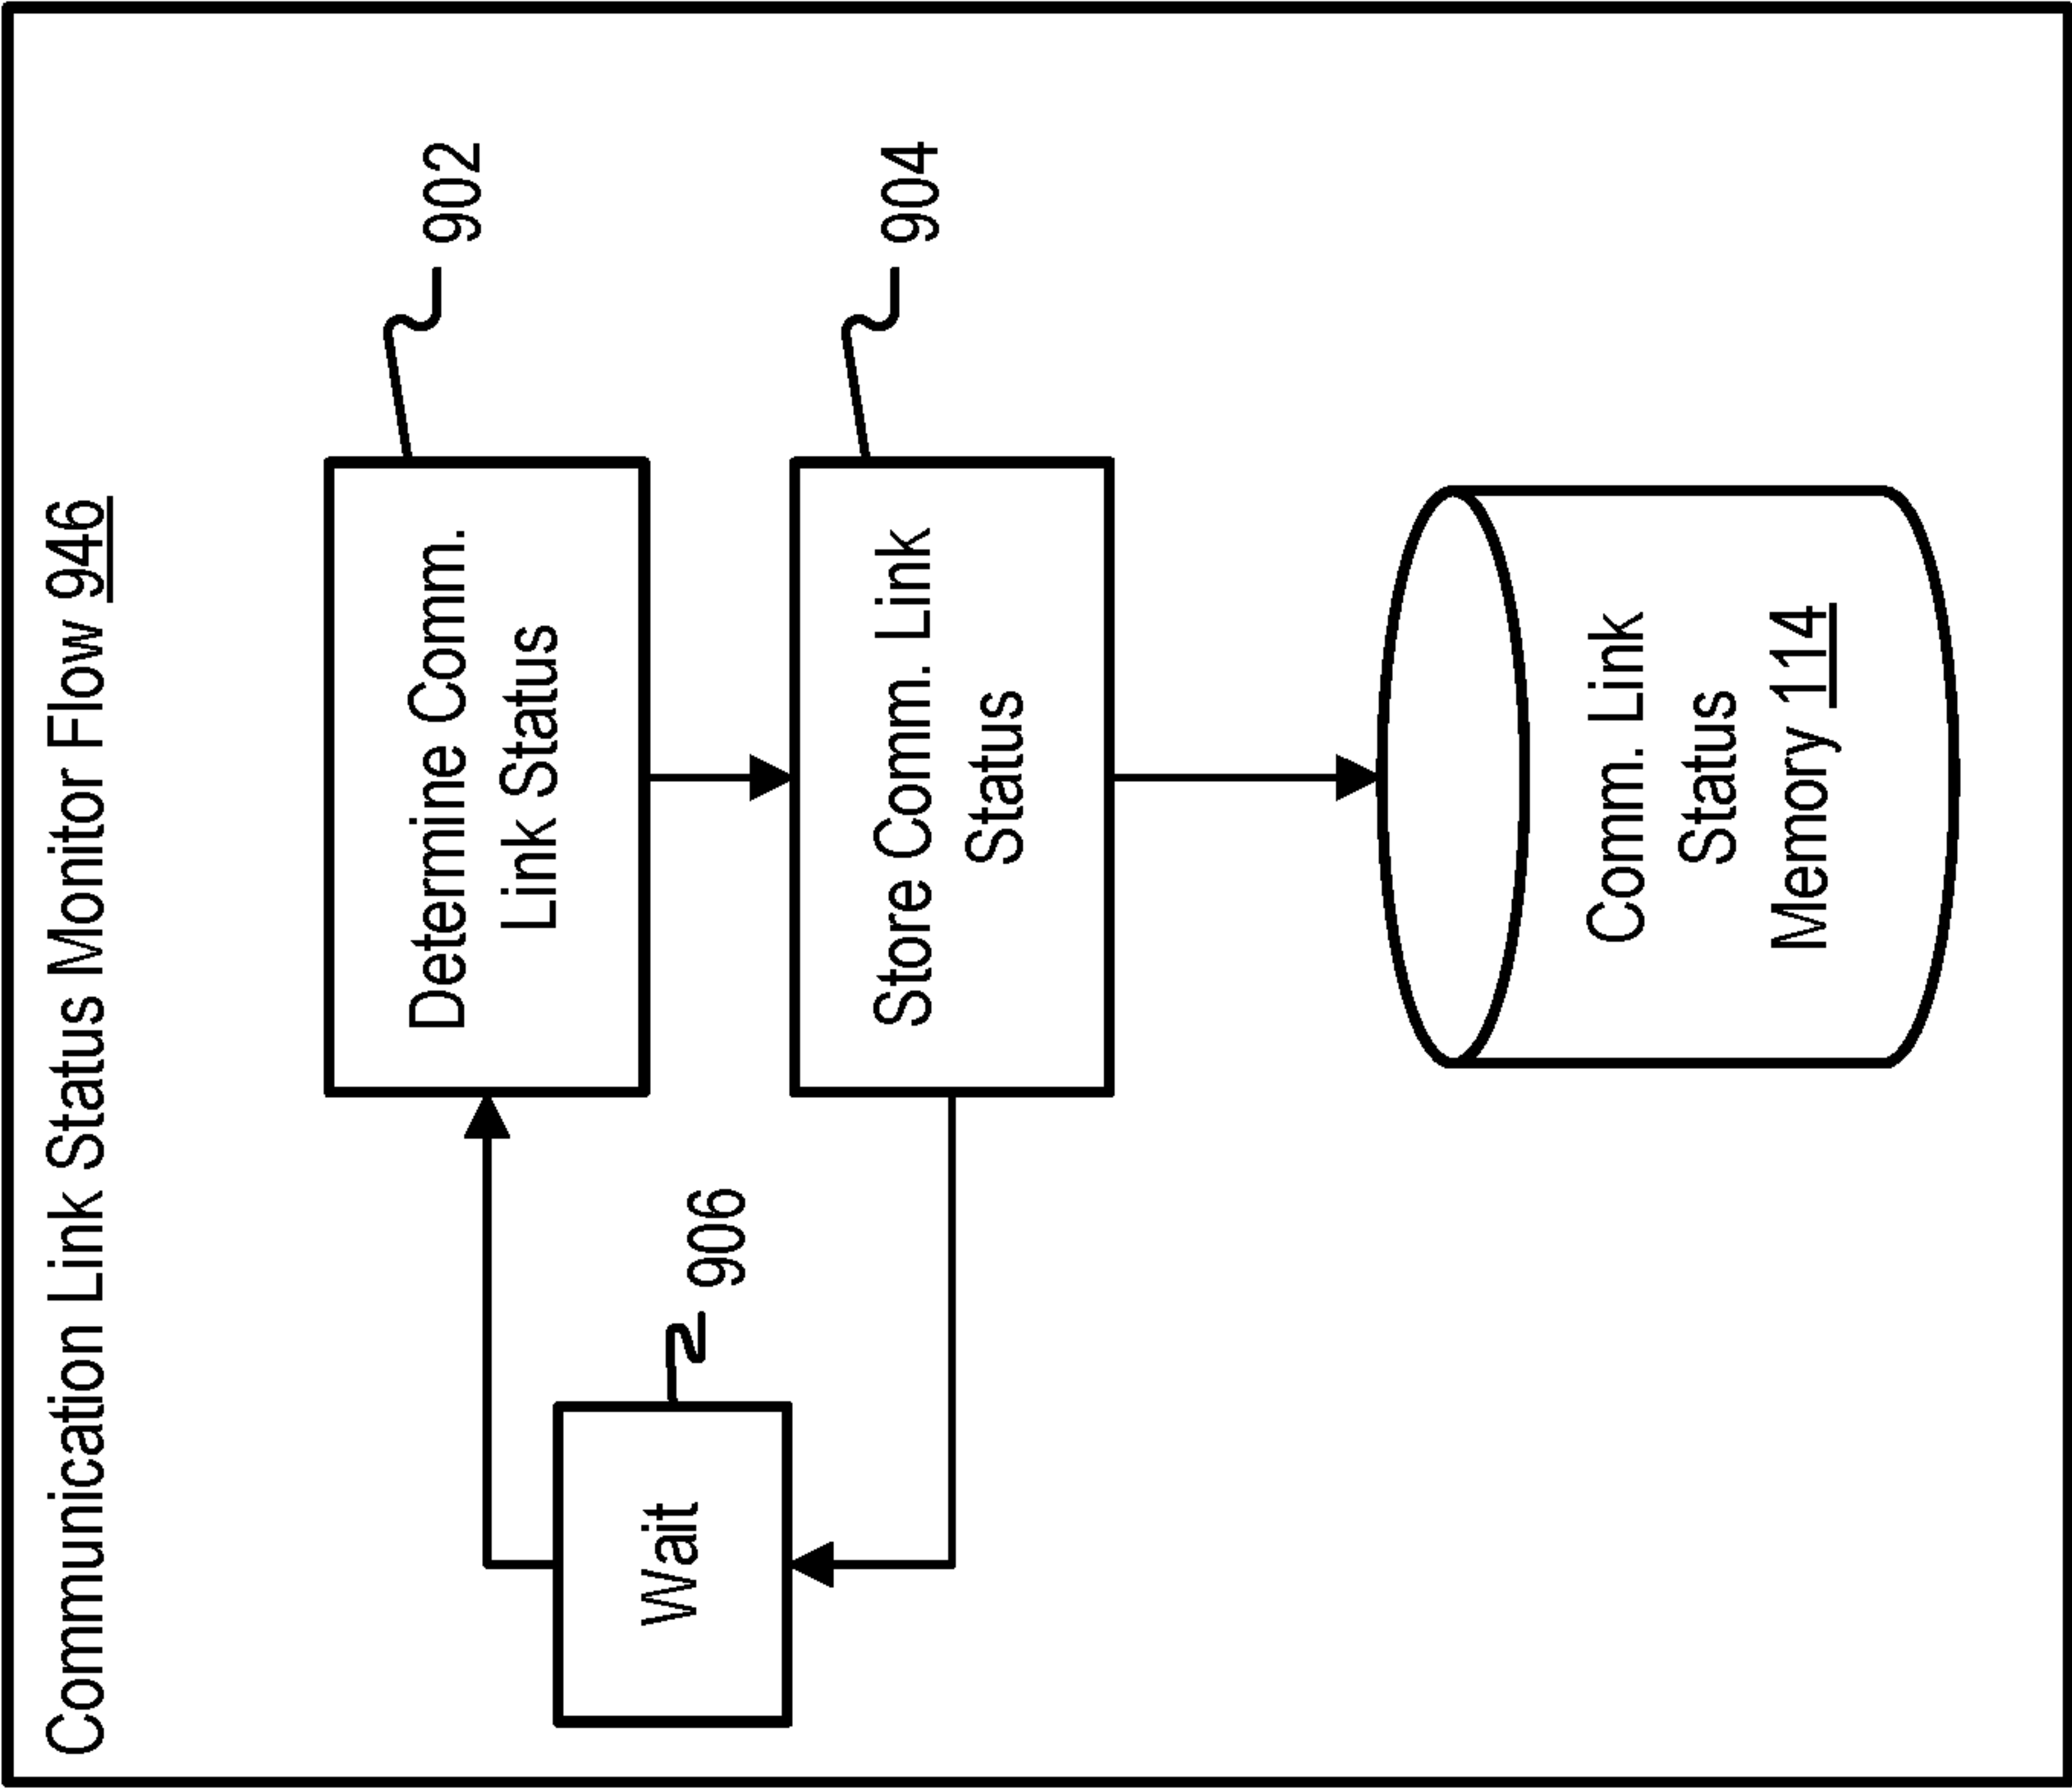 Communication Link Status Monitor Flow 946
Determine Comm.
Link Status
902
Store Comm. Link
Status
904
Wait
906
Comm. Link
Status
Memory 114